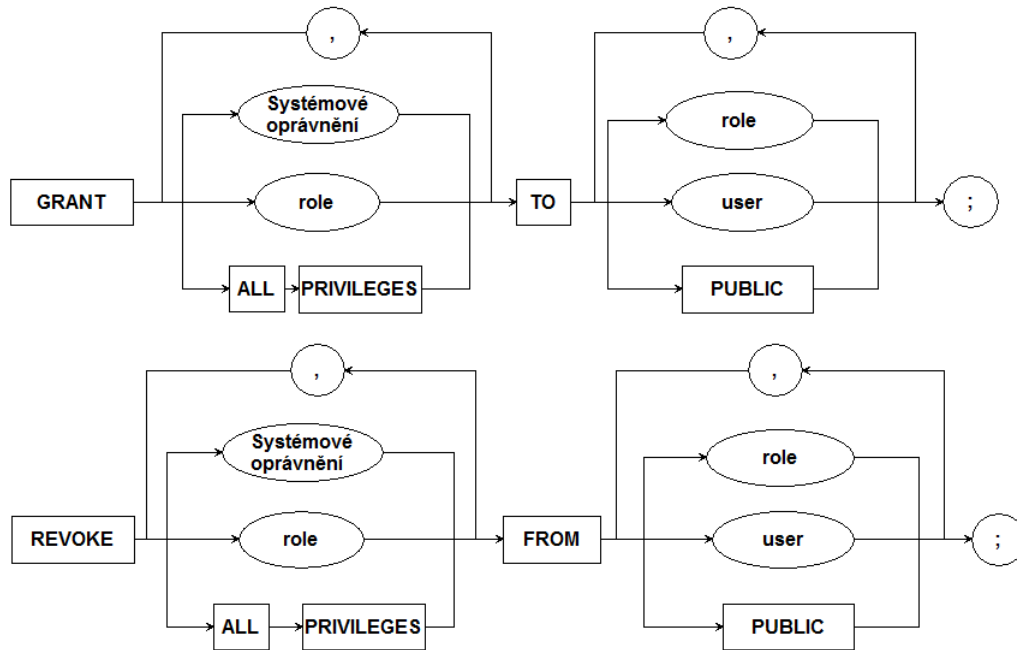 ,
,
Systémové
oprávnění
role
GRANT
role
TO
user
;
ALL
PRIVILEGES
PUBLIC
,
,
Systémové
oprávnění
role
REVOKE
role
FROM
user
;
ALL
PRIVILEGES
PUBLIC